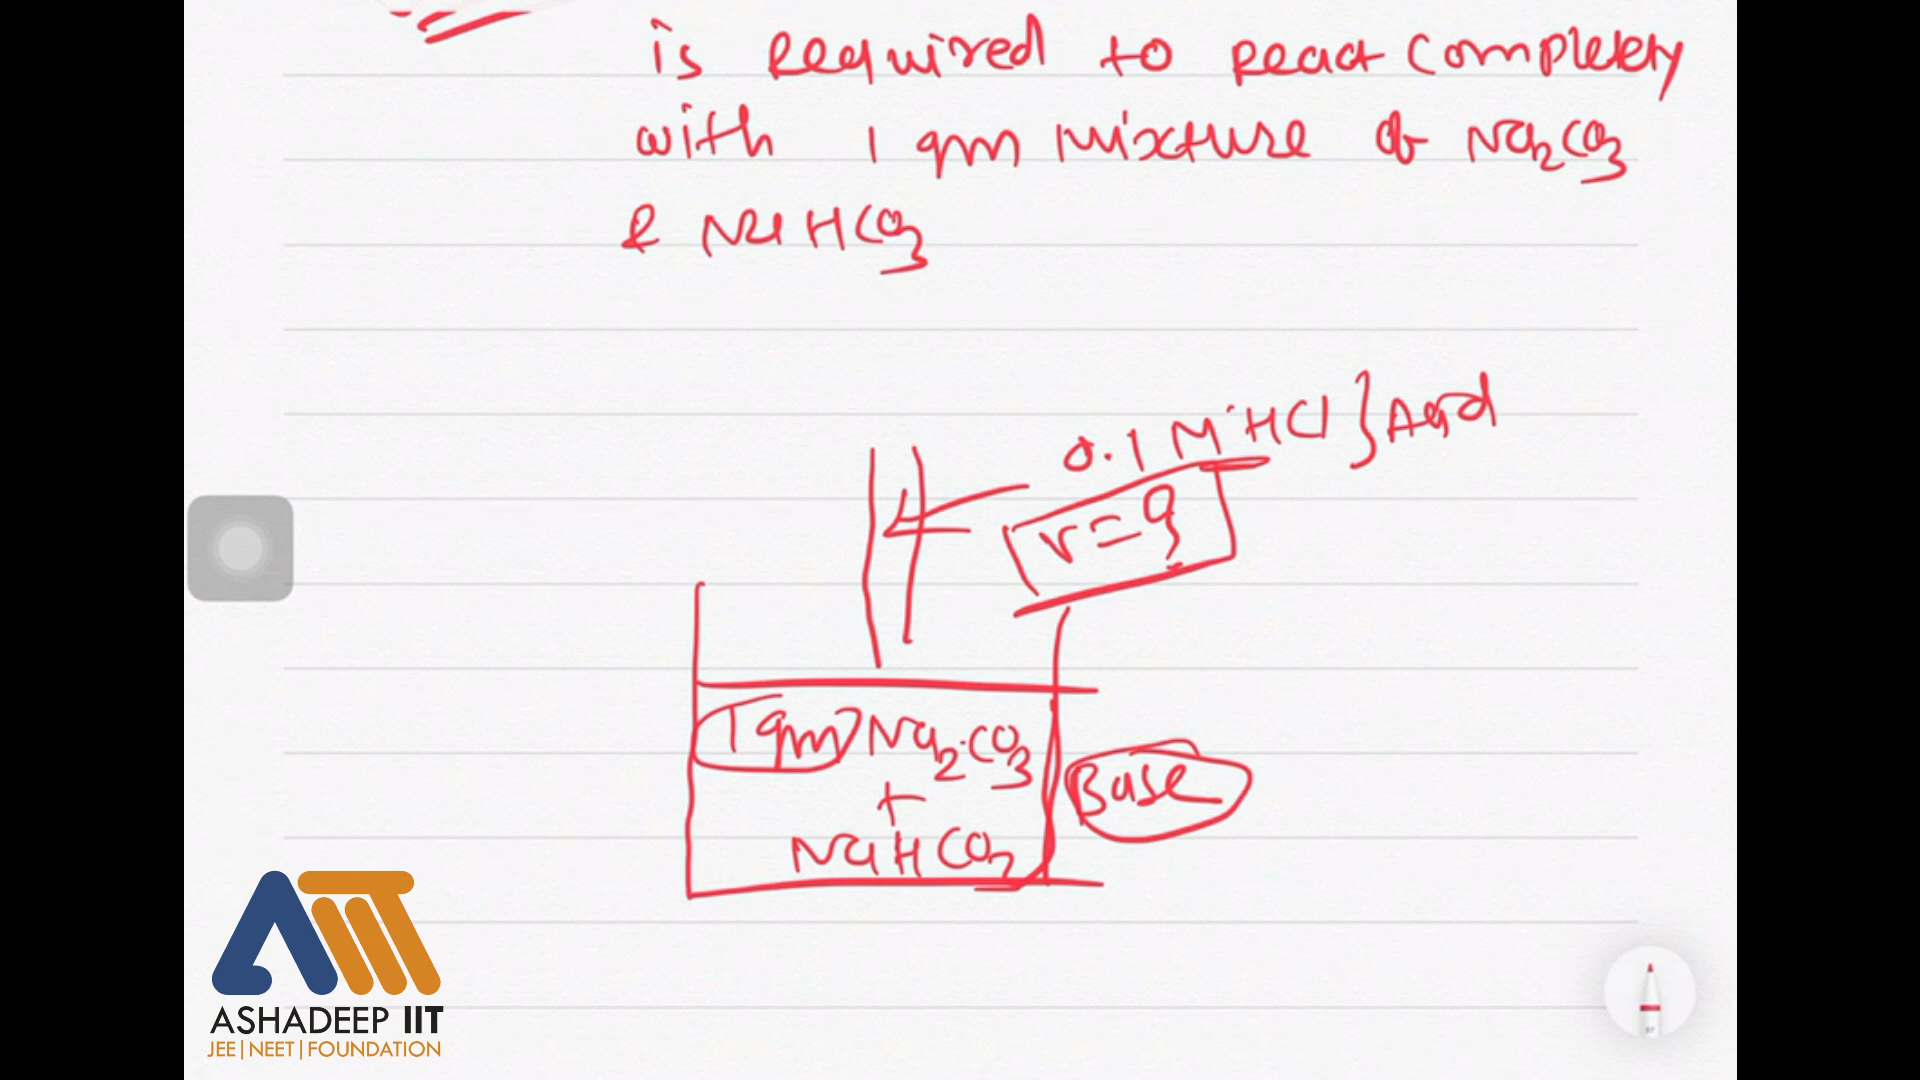 is required to react completely
with 1 gm mixture of Na2CO3
& NaHCO3
0.1 M HCl } Acid
v = ?
1 gm Na2CO3
+
NaHCO3
Base
ASHADEEP IIT
JEE|NEET|FOUNDATION